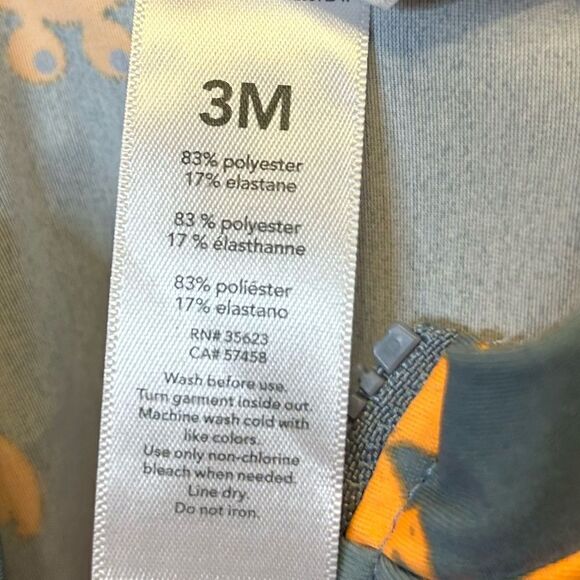 3M
83% polyester
17% elastane
83 % polyester
17 % élasthanne
83% poliéster
17% elastano
RN# 35623
CA# 57458
Wash before use.
Turn garment inside out.
Machine wash cold with
like colors.
Use only non-chlorine
bleach when needed.
Line dry.
Do not iron.